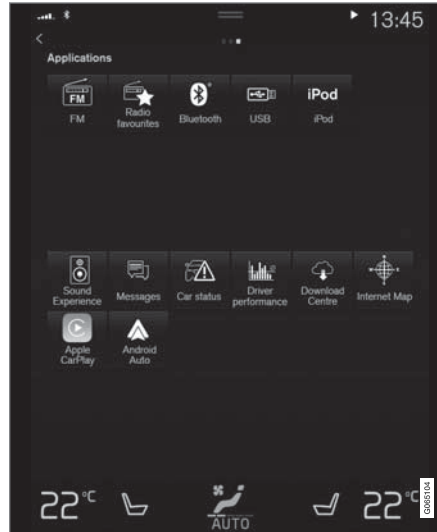 13:45
Applications
FM
FM
Radio
favourites
Bluetooth
USB
iPod
iPod
Sound
Experience
Messages
Car status
Driver
performance
Download
Centre
Internet Map
Apple
CarPlay
Android
Auto
22°C
AUTO
22°C
G065104